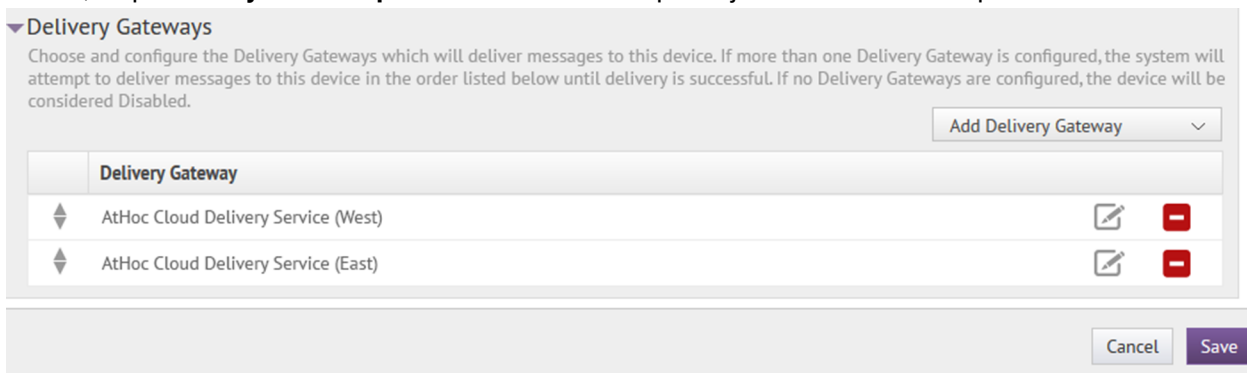 Delivery Gateways
Choose and configure the Delivery Gateways which will deliver messages to this device. If more than one Delivery Gateway is configured, the system will
attempt to deliver messages to this device in the order listed below until delivery is successful. If no Delivery Gateways are configured, the device will be
considered Disabled.
Add Delivery Gateway
Delivery Gateway
AtHoc Cloud Delivery Service (West)
AtHoc Cloud Delivery Service (East)
Cancel Save